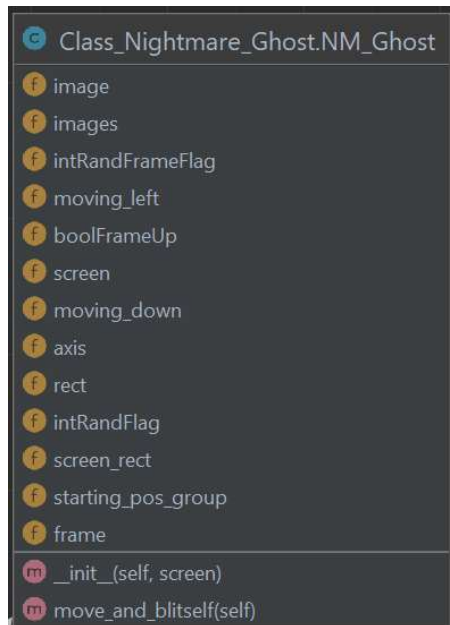 C Class_Nightmare_Ghost.NM_Ghost
f image
f images
f intRandFrameFlag
f moving_left
f boolFrameUp
f screen
f moving_down
f axis
f rect
f intRandFlag
f screen_rect
f starting_pos_group
f frame
m __init__(self, screen)
m move_and_blitself(self)